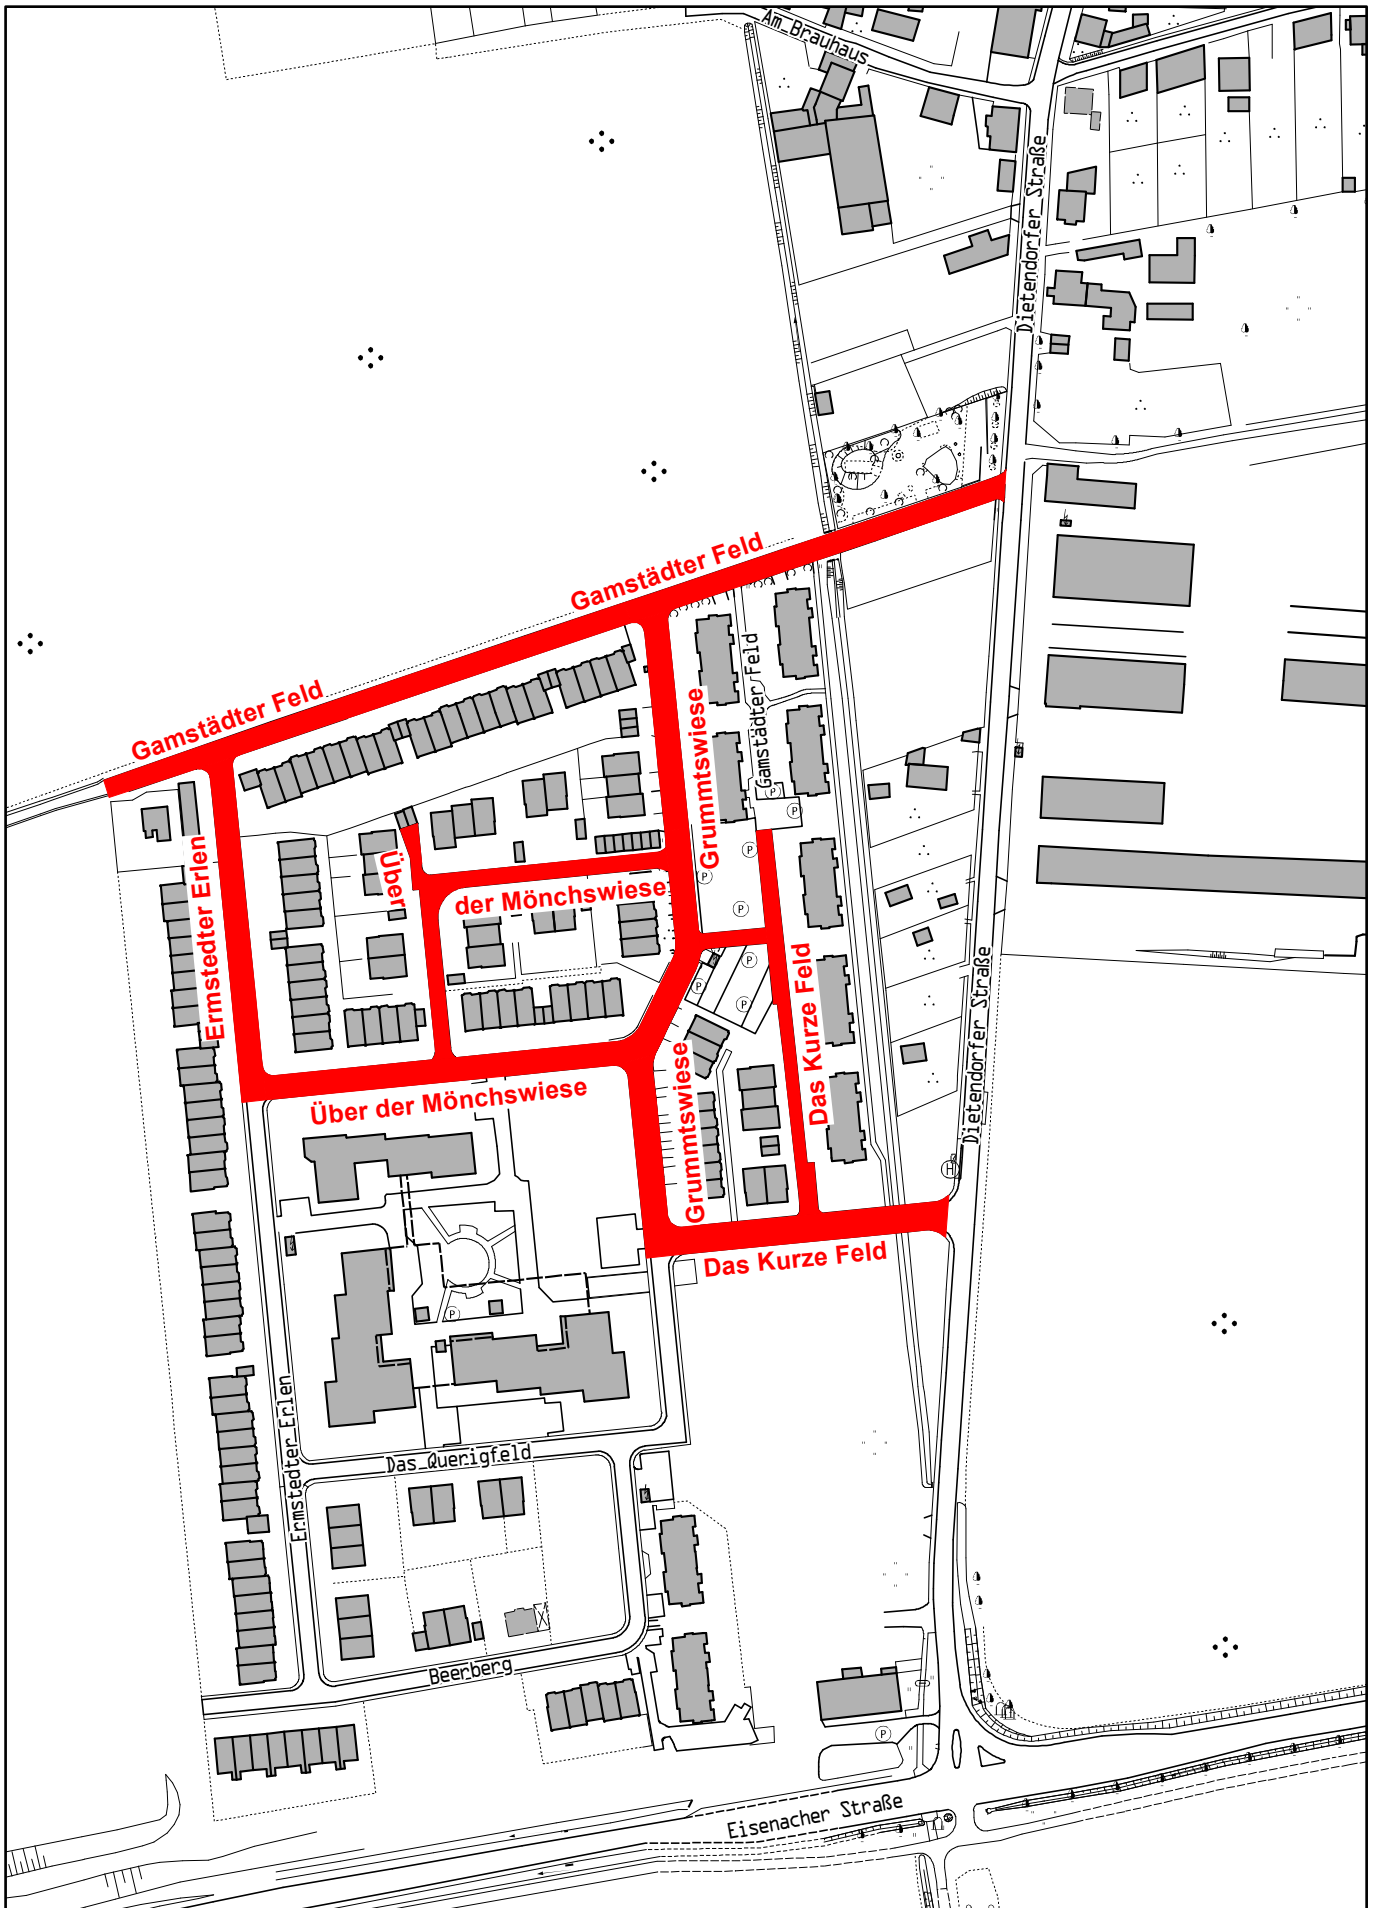 Am Brauhaus
Dietendorfer Straße
Gamstädter Feld
Gamstädter Feld
Gamstädter Feld
Grummtswiese
P
P
P
P
Über
der Mönchswiese
P
Ermstedter Erlen
P
P
P
Das Kurze Feld
Dietendorfer Straße
Über der Mönchswiese
Grummtswiese
H
Das Kurze Feld
P
Ermstedter Erlen
Das Querigfeld
Beerberg
P
Eisenacher Straße